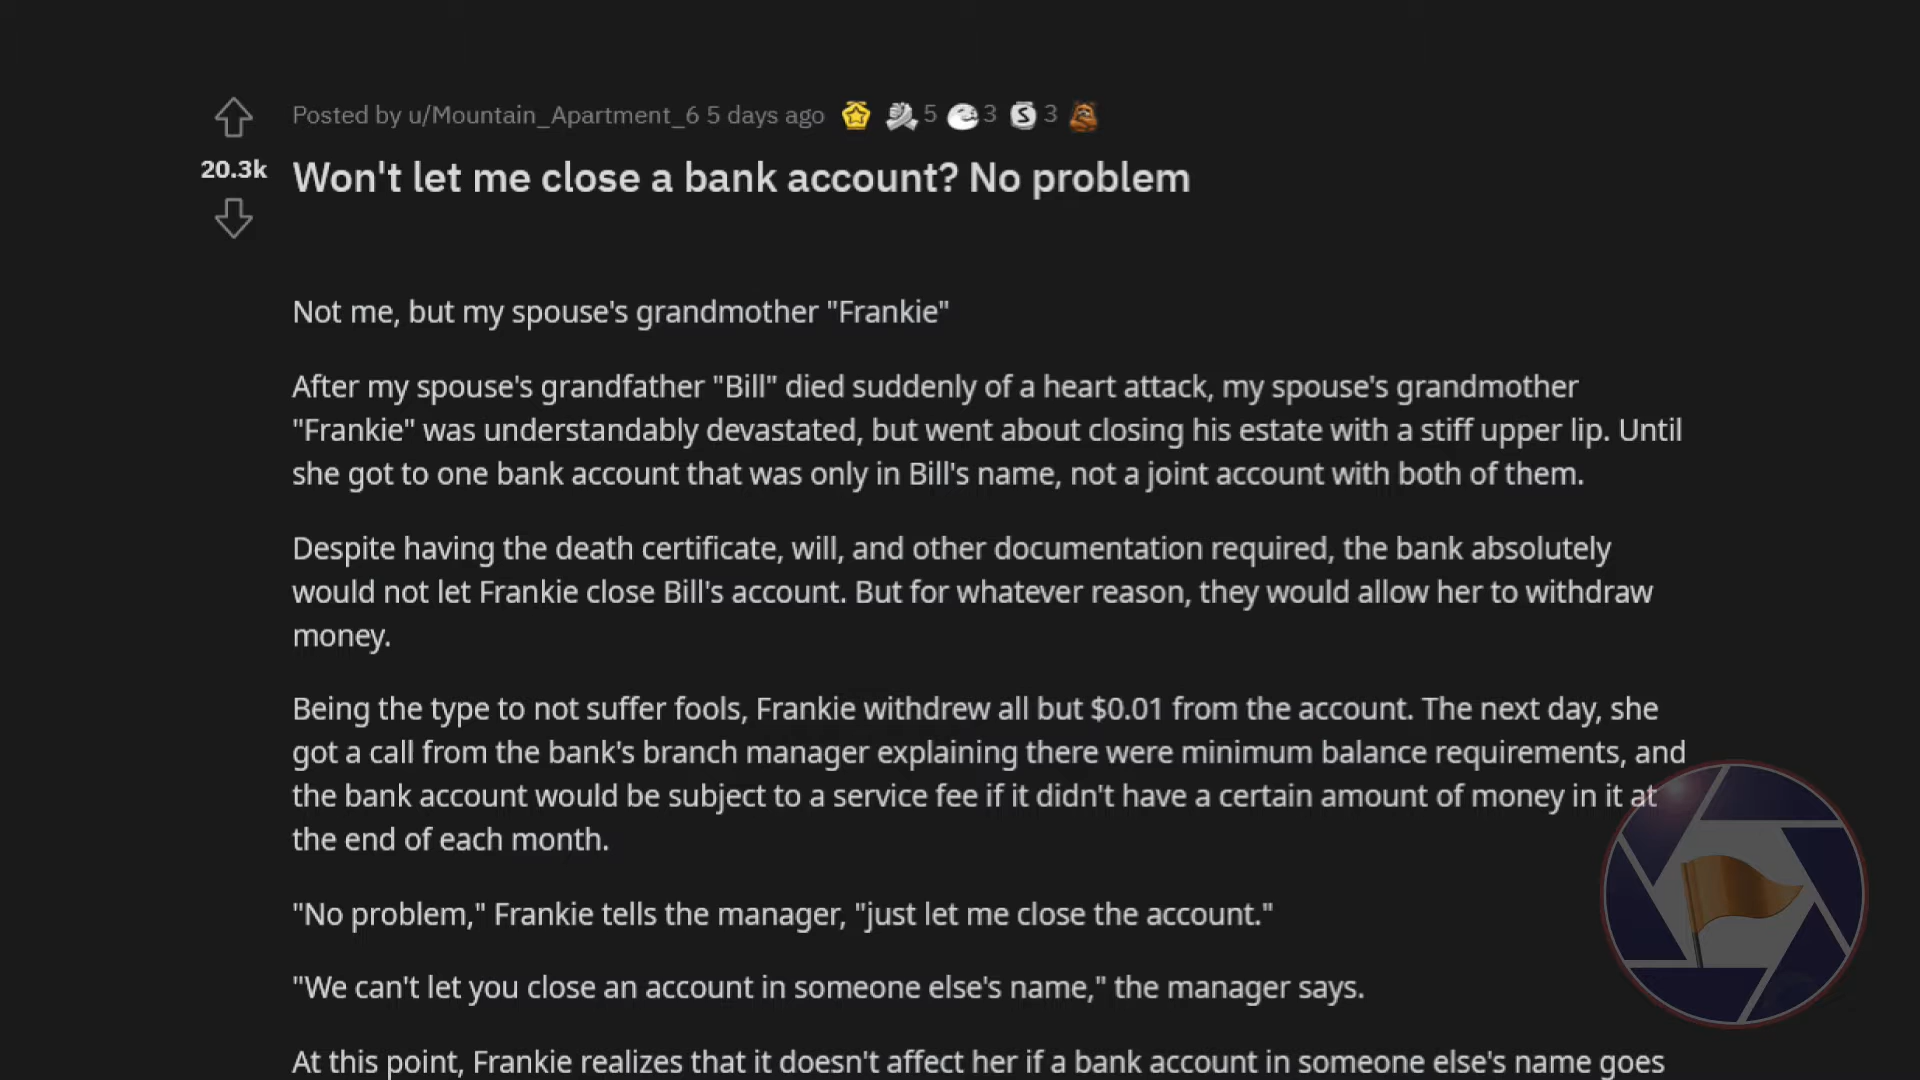 Posted by u/Mountain_Apartment_6 5 days ago 5 3 S 3
20.3k
Won't let me close a bank account? No problem
Not me, but my spouse's grandmother "Frankie"
After my spouse's grandfather "Bill" died suddenly of a heart attack, my spouse's grandmother
"Frankie" was understandably devastated, but went about closing his estate with a stiff upper lip. Until
she got to one bank account that was only in Bill's name, not a joint account with both of them.
Despite having the death certificate, will, and other documentation required, the bank absolutely
would not let Frankie close Bill's account. But for whatever reason, they would allow her to withdraw
money.
Being the type to not suffer fools, Frankie withdrew all but $0.01 from the account. The next day, she
got a call from the bank's branch manager explaining there were minimum balance requirements, and
the bank account would be subject to a service fee if it didn't have a certain amount of money in it at
the end of each month.
"No problem," Frankie tells the manager, "just let me close the account."
"We can't let you close an account in someone else's name," the manager says.
At this point, Frankie realizes that it doesn't affect her if a bank account in someone else's name goes